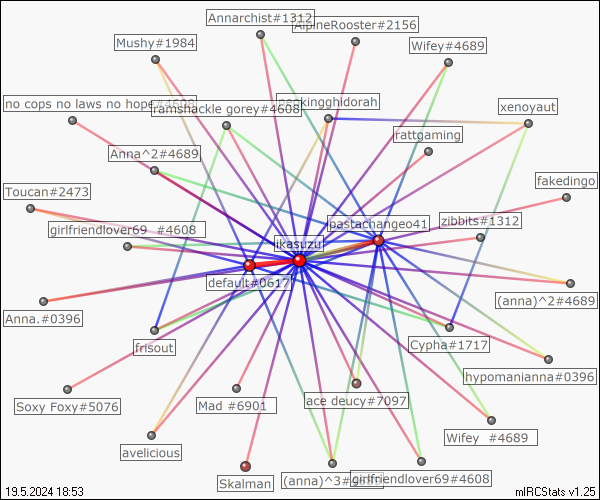 Annarchist#1312
AlpineRooster#2156
Mushy#1984
Wifey#4689
no cops no laws no hope#4608
ramshackle gorey#4608
xenoyaut
rattgaming
Anna^2#4689
fakedingo
Toucan#2473
pastachangeo41
zibbits#1312
girlfriendlover69 #4608
ikasuzu
default#0617
(anna)^2#4689
Anna.#0396
frisout
Cypha#1717
hypomanianna#0396
Soxy Foxy#5076
Mad #6901
ace deucy#7097
avelicious
Wifey #4689
Skalman
(anna)^3
girlfriendlover69#4608
19.5.2024 18:53
mIRCStats v1.25